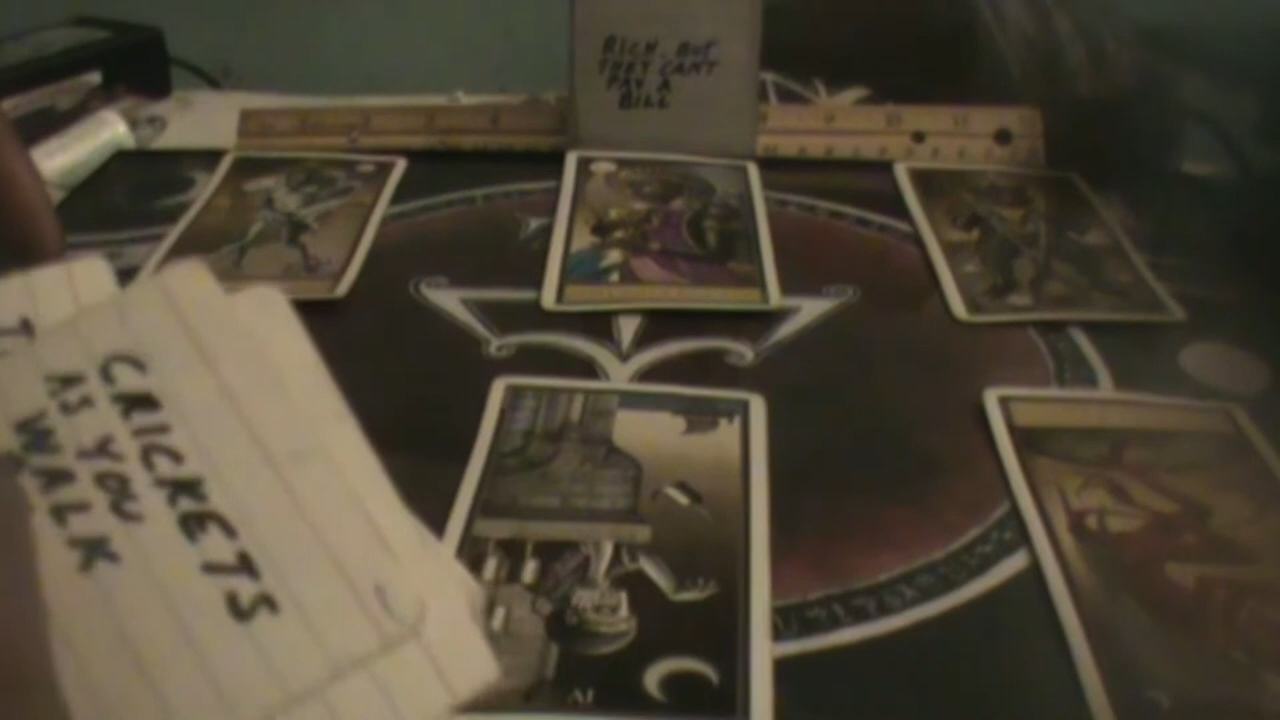 RICH, BUT
THEY CAN'T
PAY A
BILL
CRICKETS
AS YOU
WALK